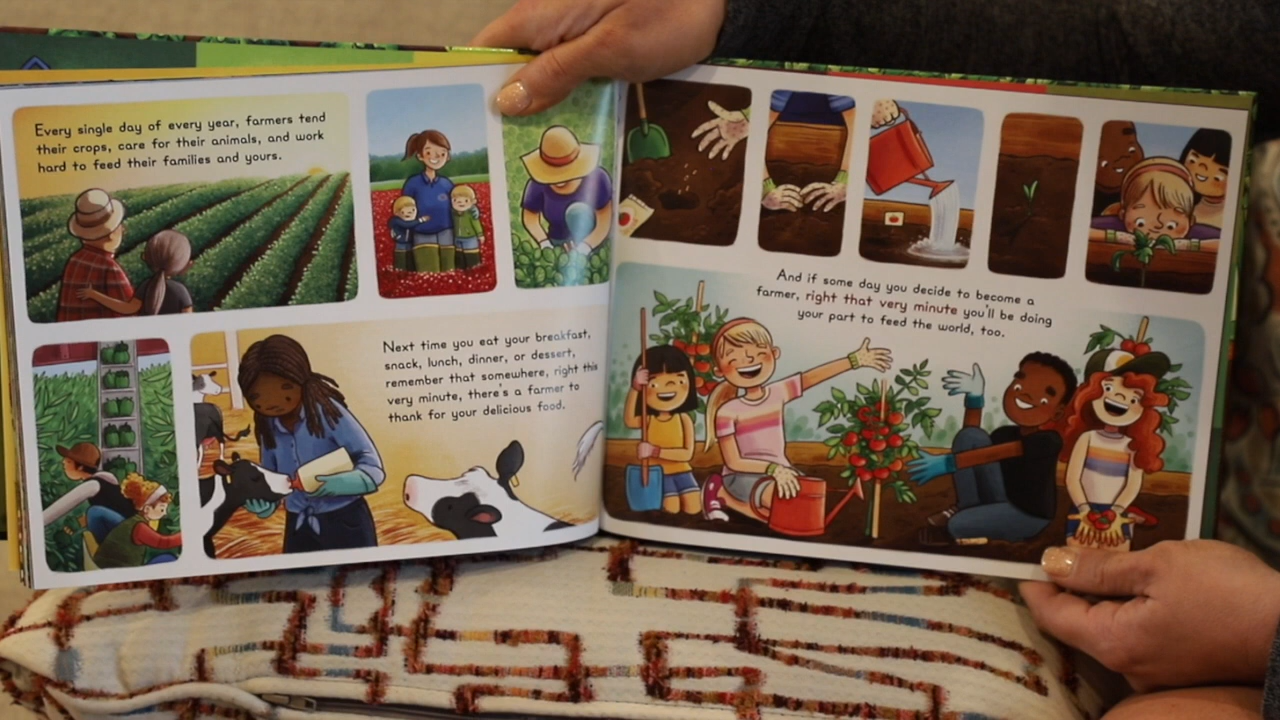 Every single day of every year, farmers tend
their crops, care for their animals, and work
hard to feed their families and yours.
Next time you eat your breakfast,
snack, lunch, dinner, or dessert,
remember that somewhere, right this
very minute, there's a farmer to
thank for your delicious food.
And if some day you decide to become a
farmer, right that very minute you'll be doing
your part to feed the world, too.